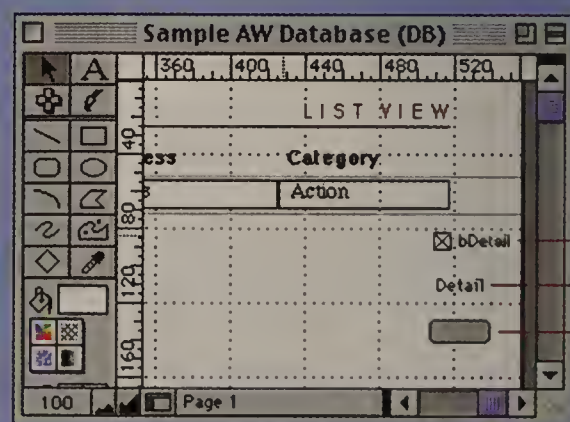 Sample AW Database (DB)
A
360 400 440 480 520
LIST VIEW
40
ess Category
s Action
80
bDetail
120
Detail
160
100 Page 1